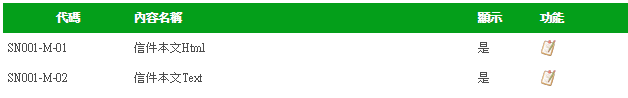 代碼 內容名稱 顯示 功能
SN001-M-01 信件本文Html 是
SN001-M-02 信件本文Text 是